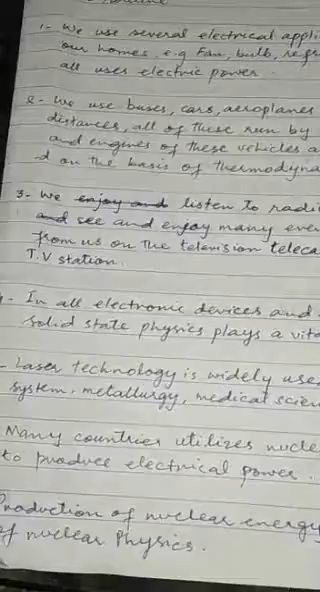 1- We use several electrical appli
our homes, e.g Fan, bulb, refr
all uses electric power.
2- We use buses, cars, aeroplanes
distances, all of these run by
and engines of these vehicles a
d on the basis of thermodyna
3- We enjoy and listen to radi
and see and enjoy many eve
from us on the television teleca
T.V station.
- In all electronic devices and
solid state physics plays a vita
- Laser technology is widely use
system, metallurgy, medical scien
Many countries utilizes nucle
to produce electrical power.
Production of nuclear energy
of nuclear Physics.